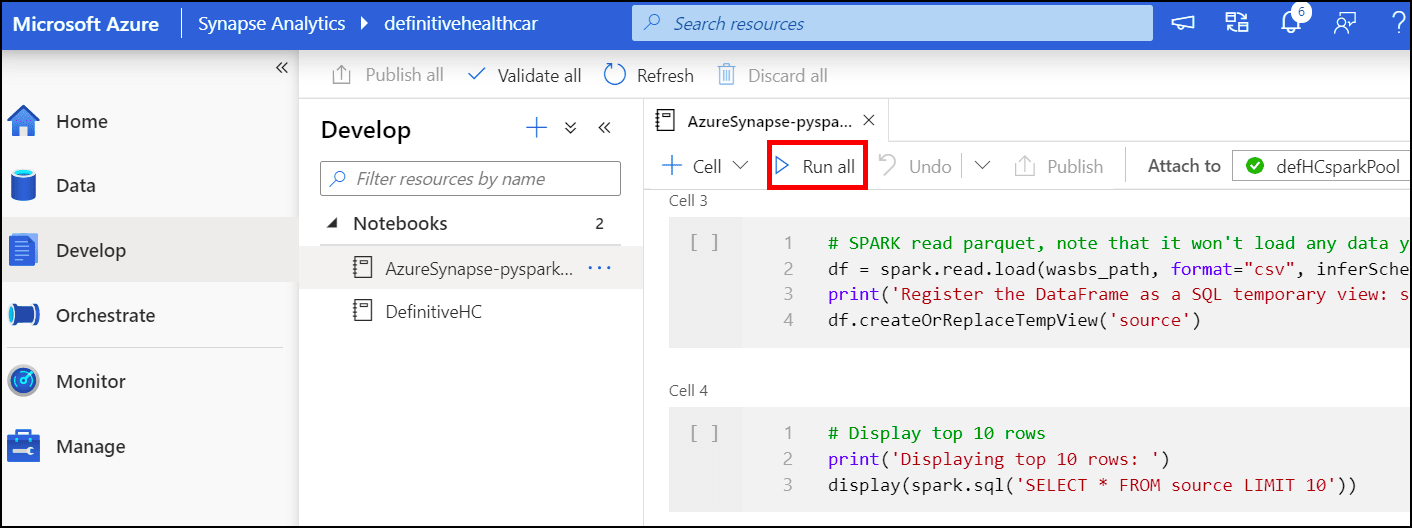 Microsoft Azure Synapse Analytics definitivehealthcar Search resources 6
Publish all Validate all Refresh Discard all
Home
Data
Develop
Orchestrate
Monitor
Manage
Develop
Filter resources by name
Notebooks 2
AzureSynapse-pyspark...
DefinitiveHC
AzureSynapse-pyspa...
Cell Run all Undo Publish Attach to defHCsparkPool
Cell 3
[ ] 1 # SPARK read parquet, note that it won't load any data y
2 df = spark.read.load(wasbs_path, format="csv", inferSche
3 print('Register the DataFrame as a SQL temporary view: s
4 df.createOrReplaceTempView('source')
Cell 4
[ ] 1 # Display top 10 rows
2 print('Displaying top 10 rows: ')
3 display(spark.sql('SELECT * FROM source LIMIT 10'))